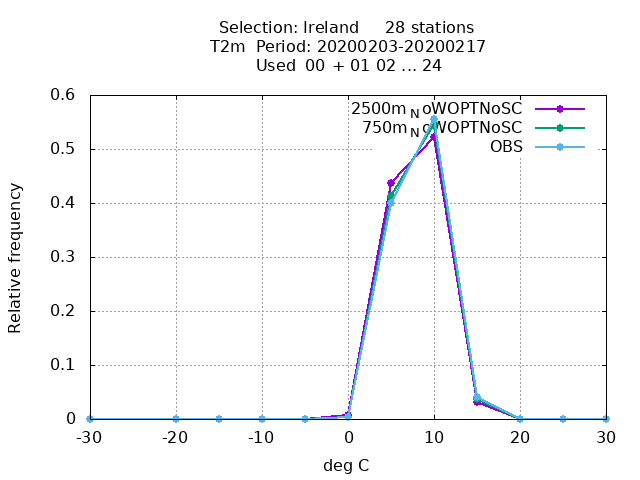 Selection: Ireland 28 stations
T2m Period: 20200203-20200217
Used 00 + 01 02 ... 24
0.6
2500m_NoWOPTNoSC
750m_NoWOPTNoSC
OBS
0.5
0.4
0.3
0.2
0.1
0
Relative frequency
-30 -20 -10 0 10 20 30
deg C